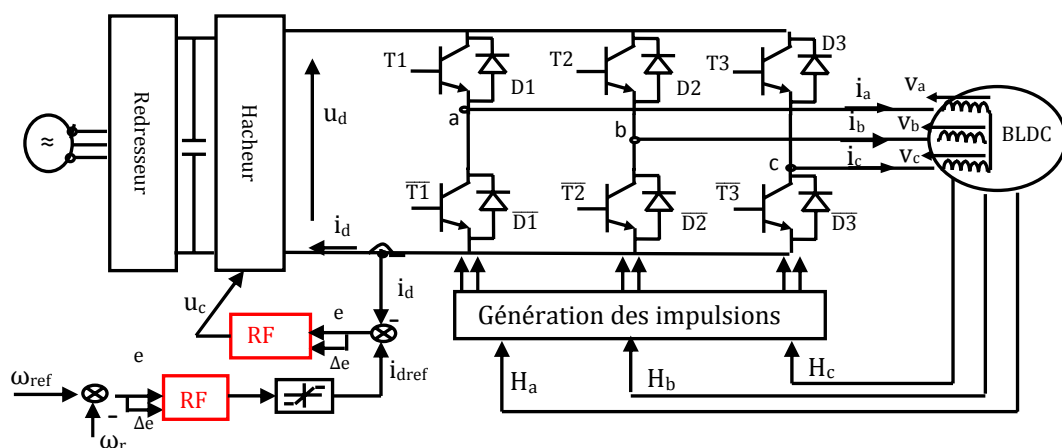 ≈
Redresseur
Hacheur
u_d
i_d
T1
D1
T2
D2
T3
D3
a
b
c
T̅1̅
D̅1̅
T̅2̅
D̅2̅
T̅3̅
D̅3̅
i_a
i_b
i_c
v_a
v_b
v_c
BLDC
u_c
i_d
-
e
RF
Δe
i_dref
Génération des impulsions
H_a
H_b
H_c
ω_ref
-
e
Δe
RF
ω_r